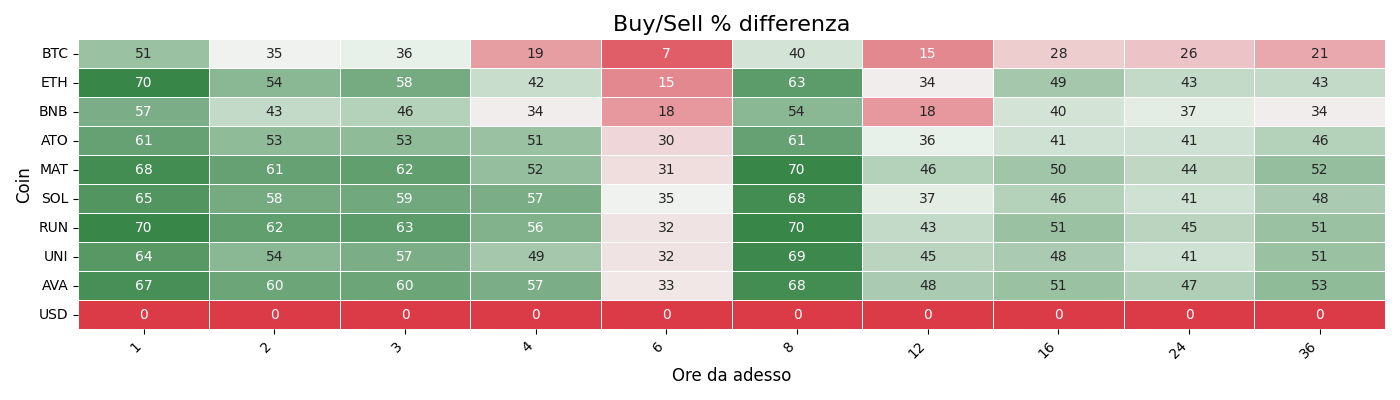 Buy/Sell % differenza
Coin
BTC 51 35 36 19 7 40 15 28 26 21
ETH 70 54 58 42 15 63 34 49 43 43
BNB 57 43 46 34 18 54 18 40 37 34
ATO 61 53 53 51 30 61 36 41 41 46
MAT 68 61 62 52 31 70 46 50 44 52
SOL 65 58 59 57 35 68 37 46 41 48
RUN 70 62 63 56 32 70 43 51 45 51
UNI 64 54 57 49 32 69 45 48 41 51
AVA 67 60 60 57 33 68 48 51 47 53
USD 0 0 0 0 0 0 0 0 0 0
1 2 3 4 6 8 12 16 24 36
Ore da adesso